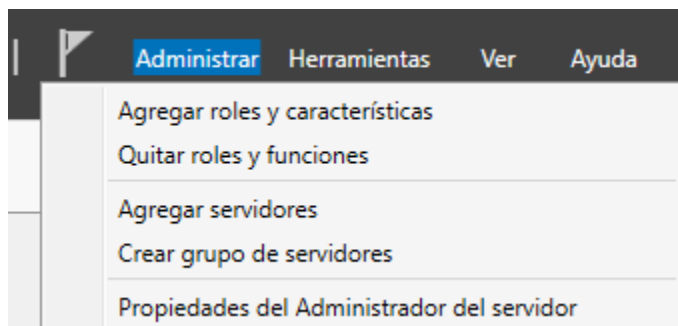 Administrar Herramientas Ver Ayuda
Agregar roles y características
Quitar roles y funciones
Agregar servidores
Crear grupo de servidores
Propiedades del Administrador del servidor